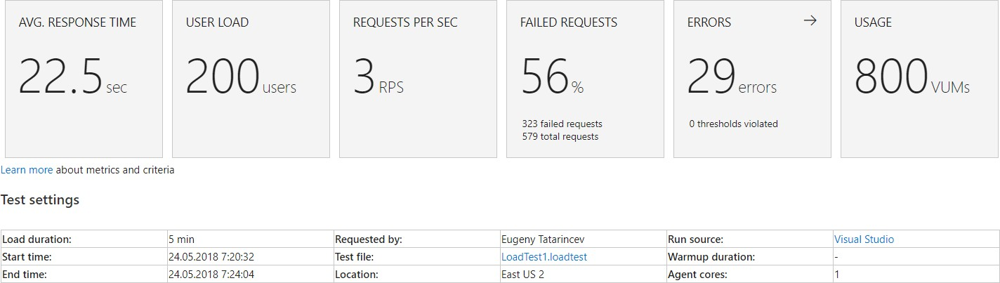 AVG. RESPONSE TIME
22.5 sec
USER LOAD
200 users
REQUESTS PER SEC
3 RPS
FAILED REQUESTS
56 %
323 failed requests
579 total requests
ERRORS
29 errors
0 thresholds violated
USAGE
800 VUMs
Learn more about metrics and criteria
Test settings
Load duration: 5 min Requested by: Eugeny Tatarincev Run source: Visual Studio
Start time: 24.05.2018 7:20:32 Test file: LoadTest1.loadtest Warmup duration: -
End time: 24.05.2018 7:24:04 Location: East US 2 Agent cores: 1